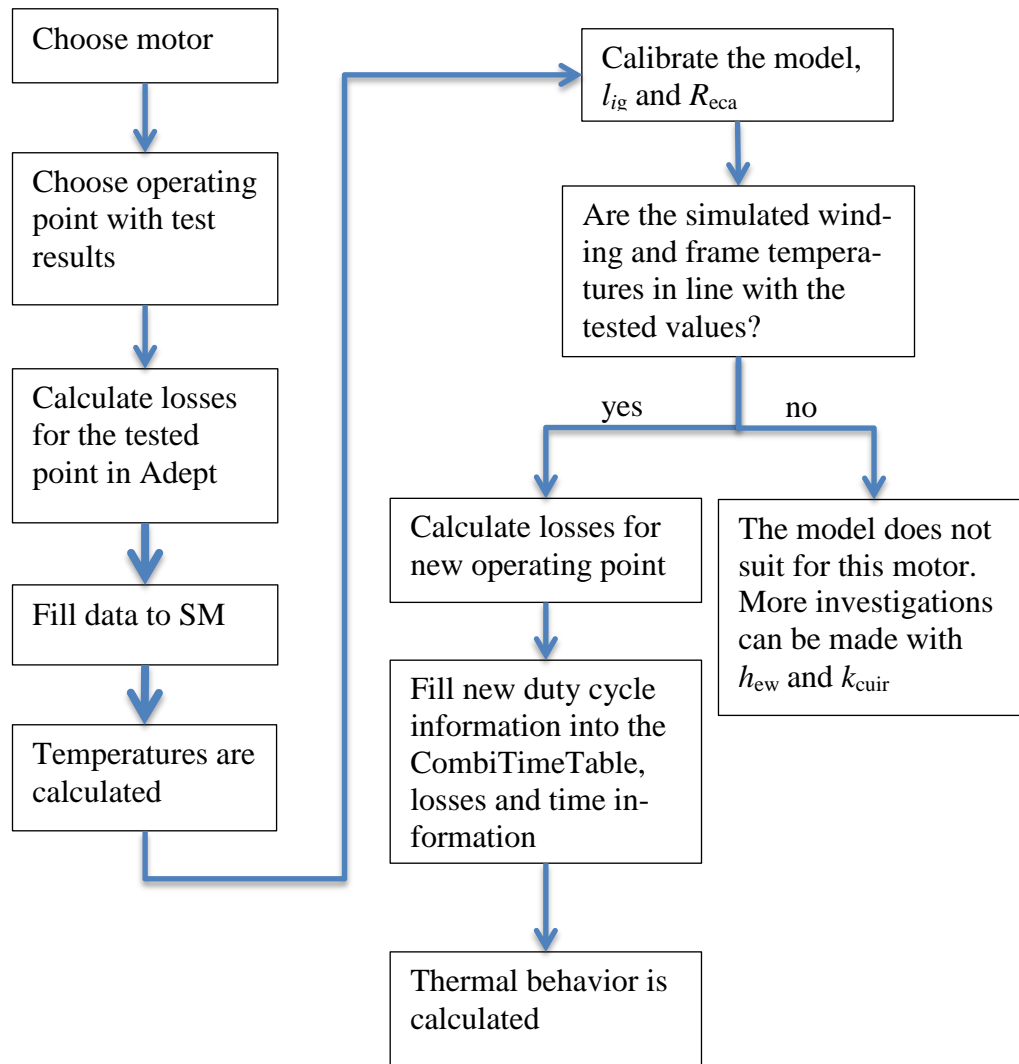 Choose motor
Choose operating
point with test
results
Calculate losses
for the tested
point in Adept
Fill data to SM
Temperatures are
calculated
Calibrate the model,
lig and Reca
Are the simulated wind-
ing and frame tempera-
tures in line with the
tested values?
yes
no
Calculate losses for
new operating point
Fill new duty cycle
information into the
CombiTimeTable,
losses and time in-
formation
Thermal behavior is
calculated
The model does not
suit for this motor.
More investigations
can be made with
hew and kcuir